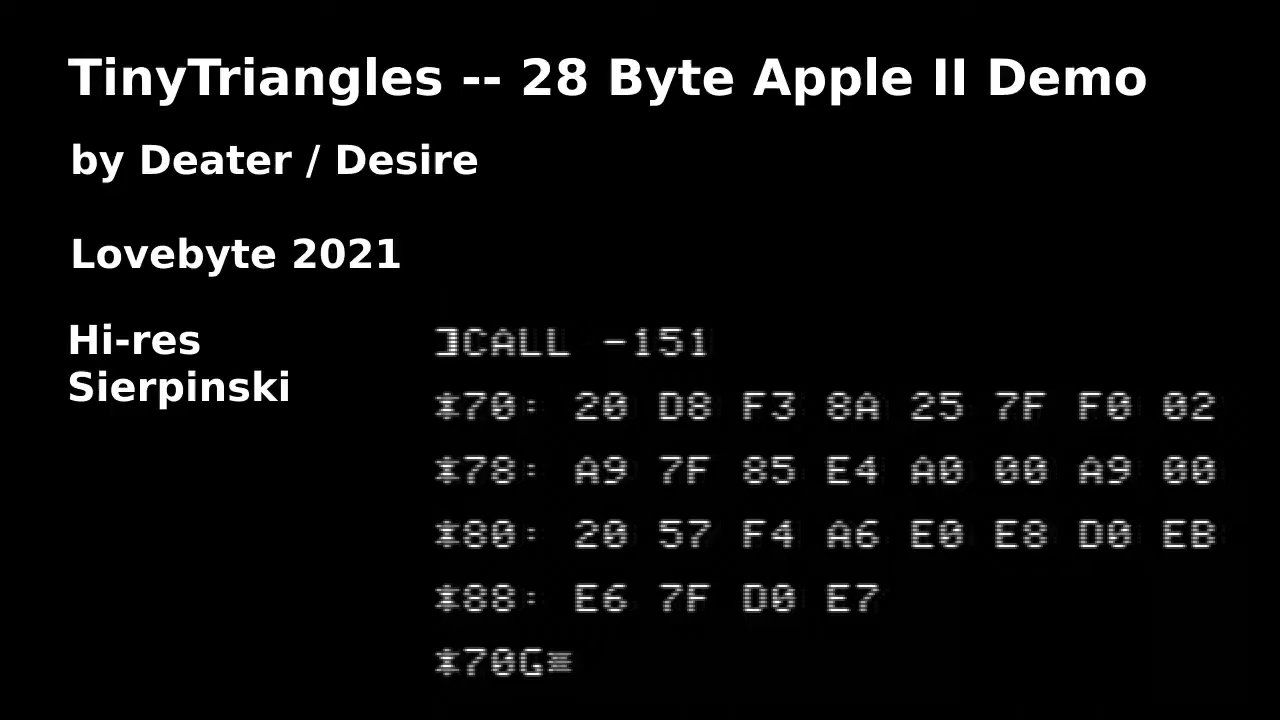 TinyTriangles -- 28 Byte Apple II Demo
by Deater / Desire
Lovebyte 2021
Hi-res
Sierpinski
]CALL -151
*70: 20 D8 F3 8A 25 7F F0 02
*78: A9 7F 85 E4 A0 00 A9 00
*80: 20 57 F4 A6 E0 E8 D0 EB
*88: E6 7F D0 E7
*70G